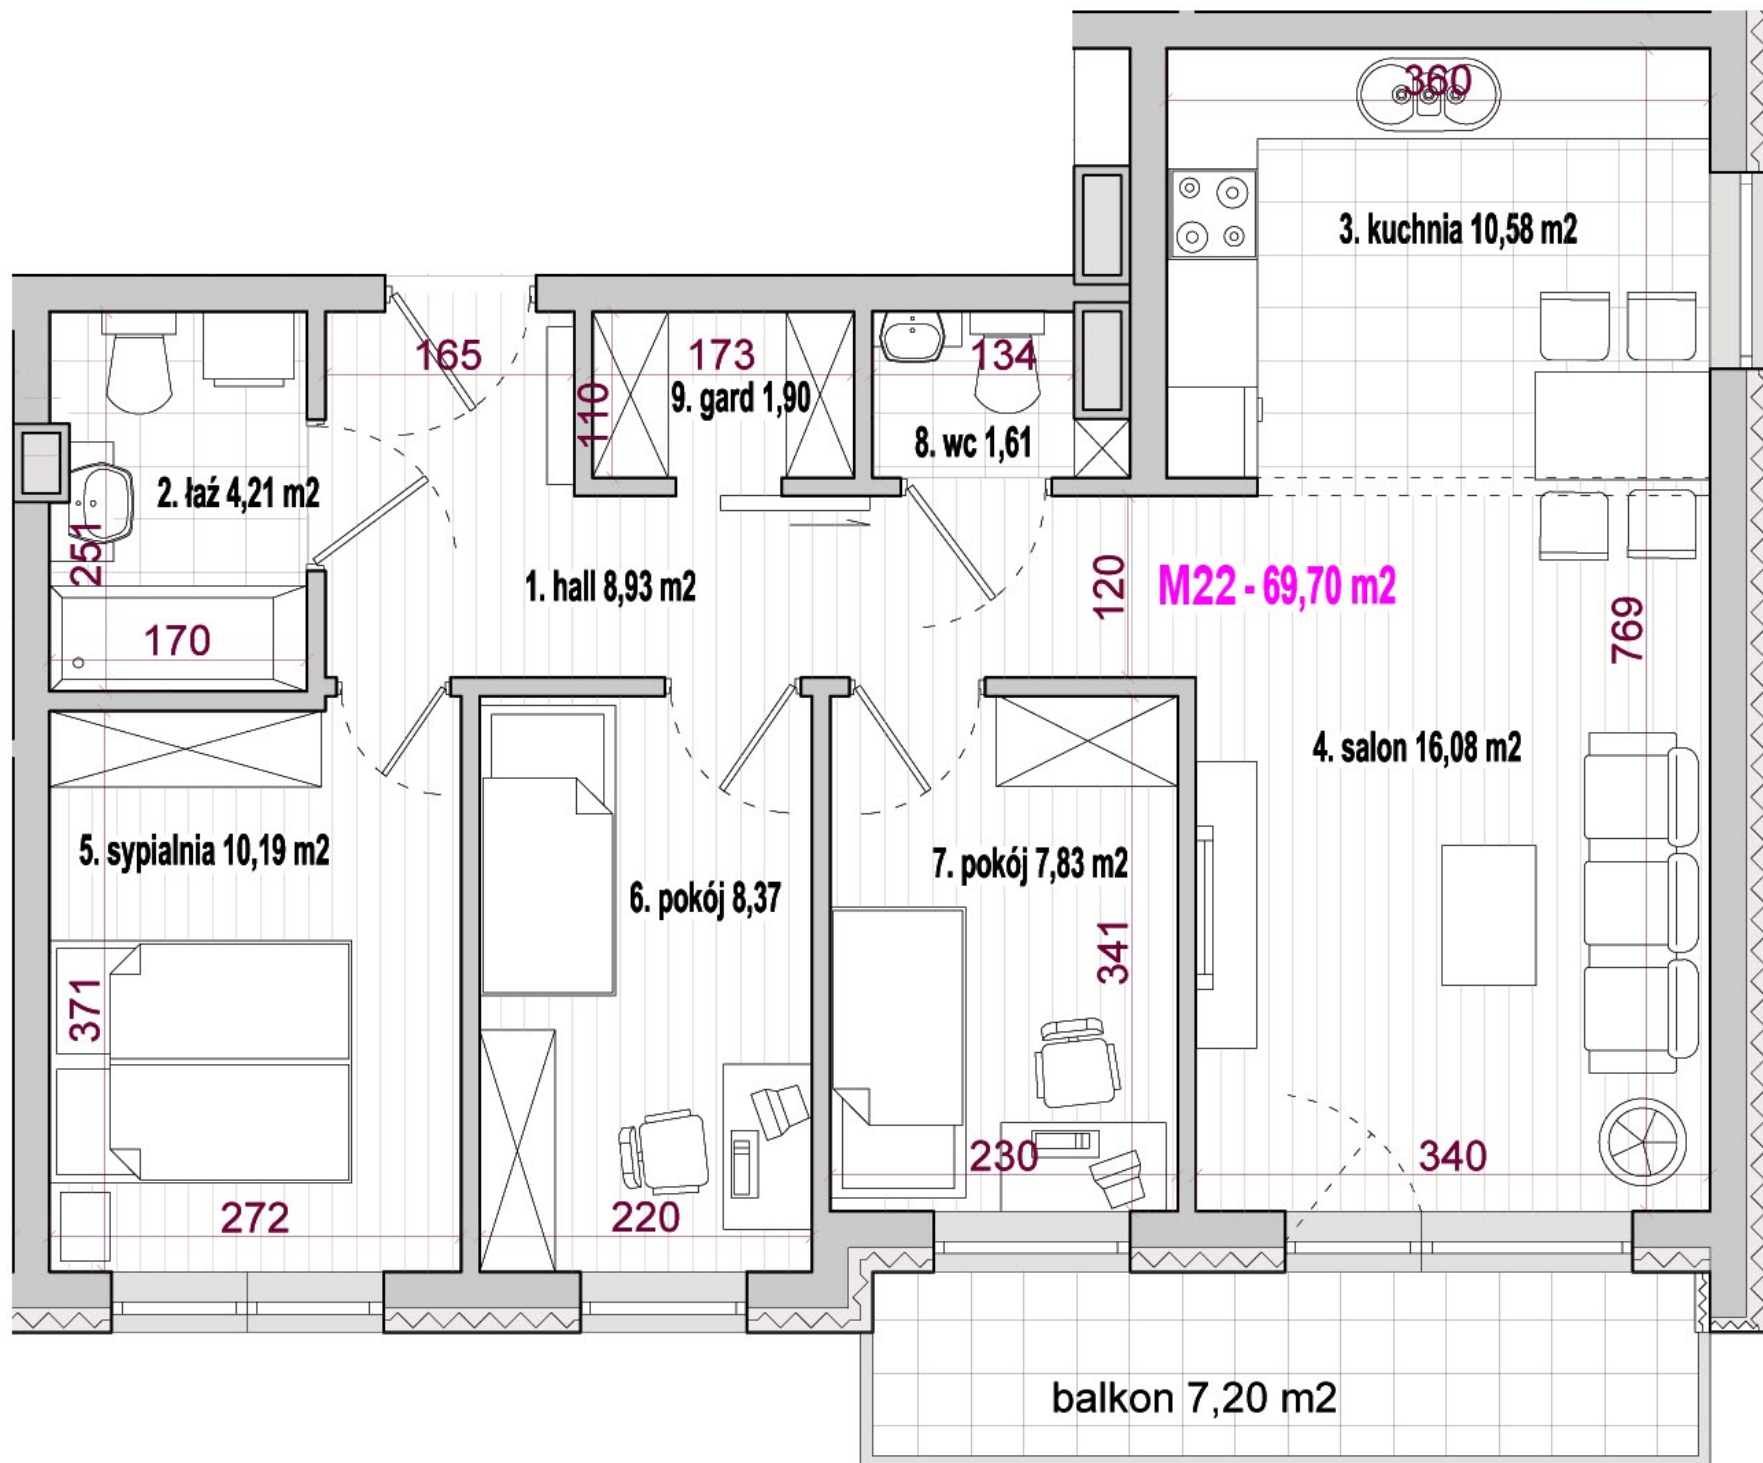 360
3. kuchnia 10,58 m2
165
173
134
110
9. gard 1,90
8. wc 1,61
2. łaź 4,21 m2
251
1. hall 8,93 m2
120
M22 - 69,70 m2
769
170
4. salon 16,08 m2
5. sypialnia 10,19 m2
6. pokój 8,37
7. pokój 7,83 m2
371
341
230
340
272
220
balkon 7,20 m2